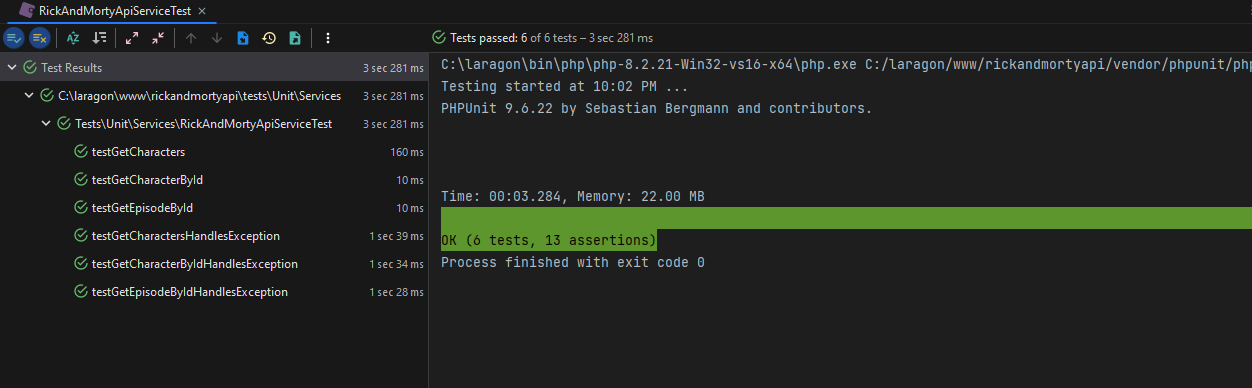 RickAndMortyApiServiceTest
Tests passed: 6 of 6 tests – 3 sec 281 ms
Test Results 3 sec 281 ms
C:\laragon\www\rickandmortyapi\tests\Unit\Services 3 sec 281 ms
Tests\Unit\Services\RickAndMortyApiServiceTest 3 sec 281 ms
testGetCharacters 160 ms
testGetCharacterById 10 ms
testGetEpisodeById 10 ms
testGetCharactersHandlesException 1 sec 39 ms
testGetCharacterByIdHandlesException 1 sec 34 ms
testGetEpisodeByIdHandlesException 1 sec 28 ms
C:\laragon\bin\php\php-8.2.21-Win32-vs16-x64\php.exe C:/laragon/www/rickandmortyapi/vendor/phpunit/php
Testing started at 10:02 PM ...
PHPUnit 9.6.22 by Sebastian Bergmann and contributors.
Time: 00:03.284, Memory: 22.00 MB
OK (6 tests, 13 assertions)
Process finished with exit code 0